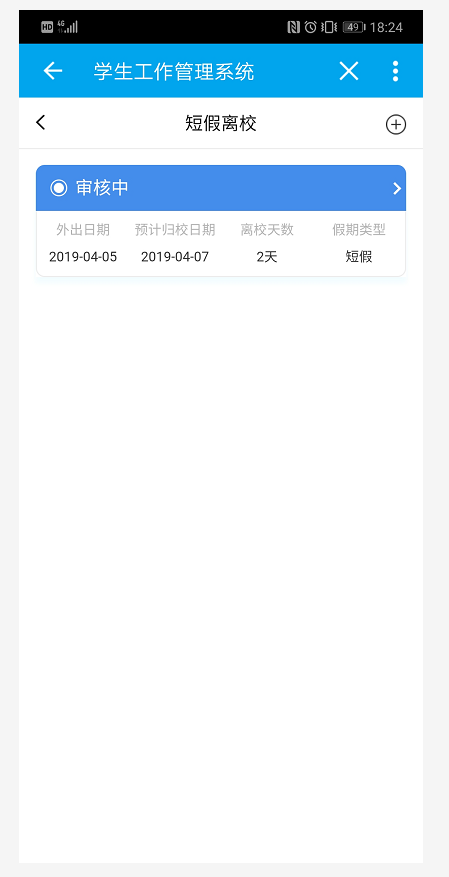 HD 4G 49 18:24
学生工作管理系统
短假离校
审核中
外出日期 预计归校日期 离校天数 假期类型
2019-04-05 2019-04-07 2天 短假